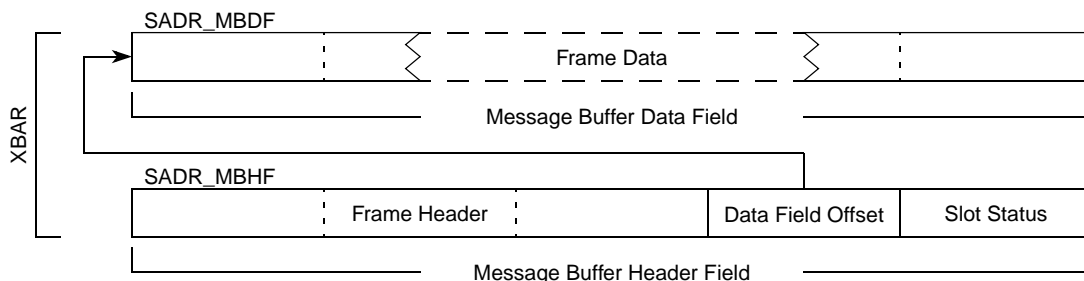 SADR_MBDF
Frame Data
Message Buffer Data Field
XBAR
SADR_MBHF
Frame Header
Data Field Offset
Slot Status
Message Buffer Header Field